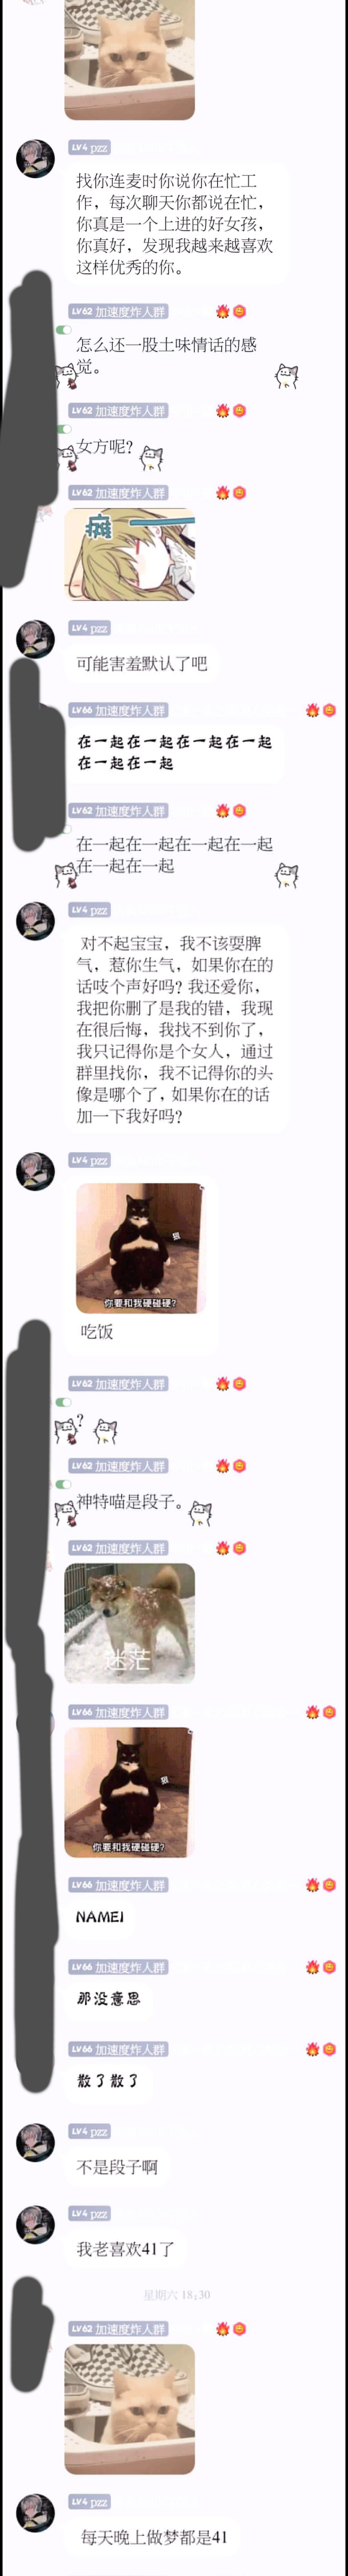 LV4 pzz
找你连麦时你说你在忙工
作，每次聊天你都说在忙，
你真是一个上进的好女孩，
你真好，发现我越来越喜欢
这样优秀的你。
LV62 加速度炸人群
怎么还一股土味情话的感
觉。
LV62 加速度炸人群
女方呢?
LV62 加速度炸人群
瘫
LV4 pzz
可能害羞默认了吧
LV66 加速度炸人群
在一起在一起在一起在一起
在一起在一起
LV62 加速度炸人群
在一起在一起在一起在一起
在一起在一起
LV4 pzz
对不起宝宝，我不该耍脾
气，惹你生气，如果你在的
话吱个声好吗? 我还爱你，
我把你删了是我的错，我现
在很后悔，我找不到你了，
我只记得你是个女人，通过
群里找你，我不记得你的头
像是哪个了，如果你在的话
加一下我好吗?
LV4 pzz
你要和我硬碰硬?
吃饭
LV62 加速度炸人群
?
LV62 加速度炸人群
神特喵是段子。
LV62 加速度炸人群
迷茫
LV66 加速度炸人群
你要和我硬碰硬?
LV66 加速度炸人群
NAMEI
LV66 加速度炸人群
那没意思
LV66 加速度炸人群
散了散了
LV4 pzz
不是段子啊
LV4 pzz
我老喜欢41了
星期六 18:30
LV62 加速度炸人群
LV4 pzz
每天晚上做梦都是41